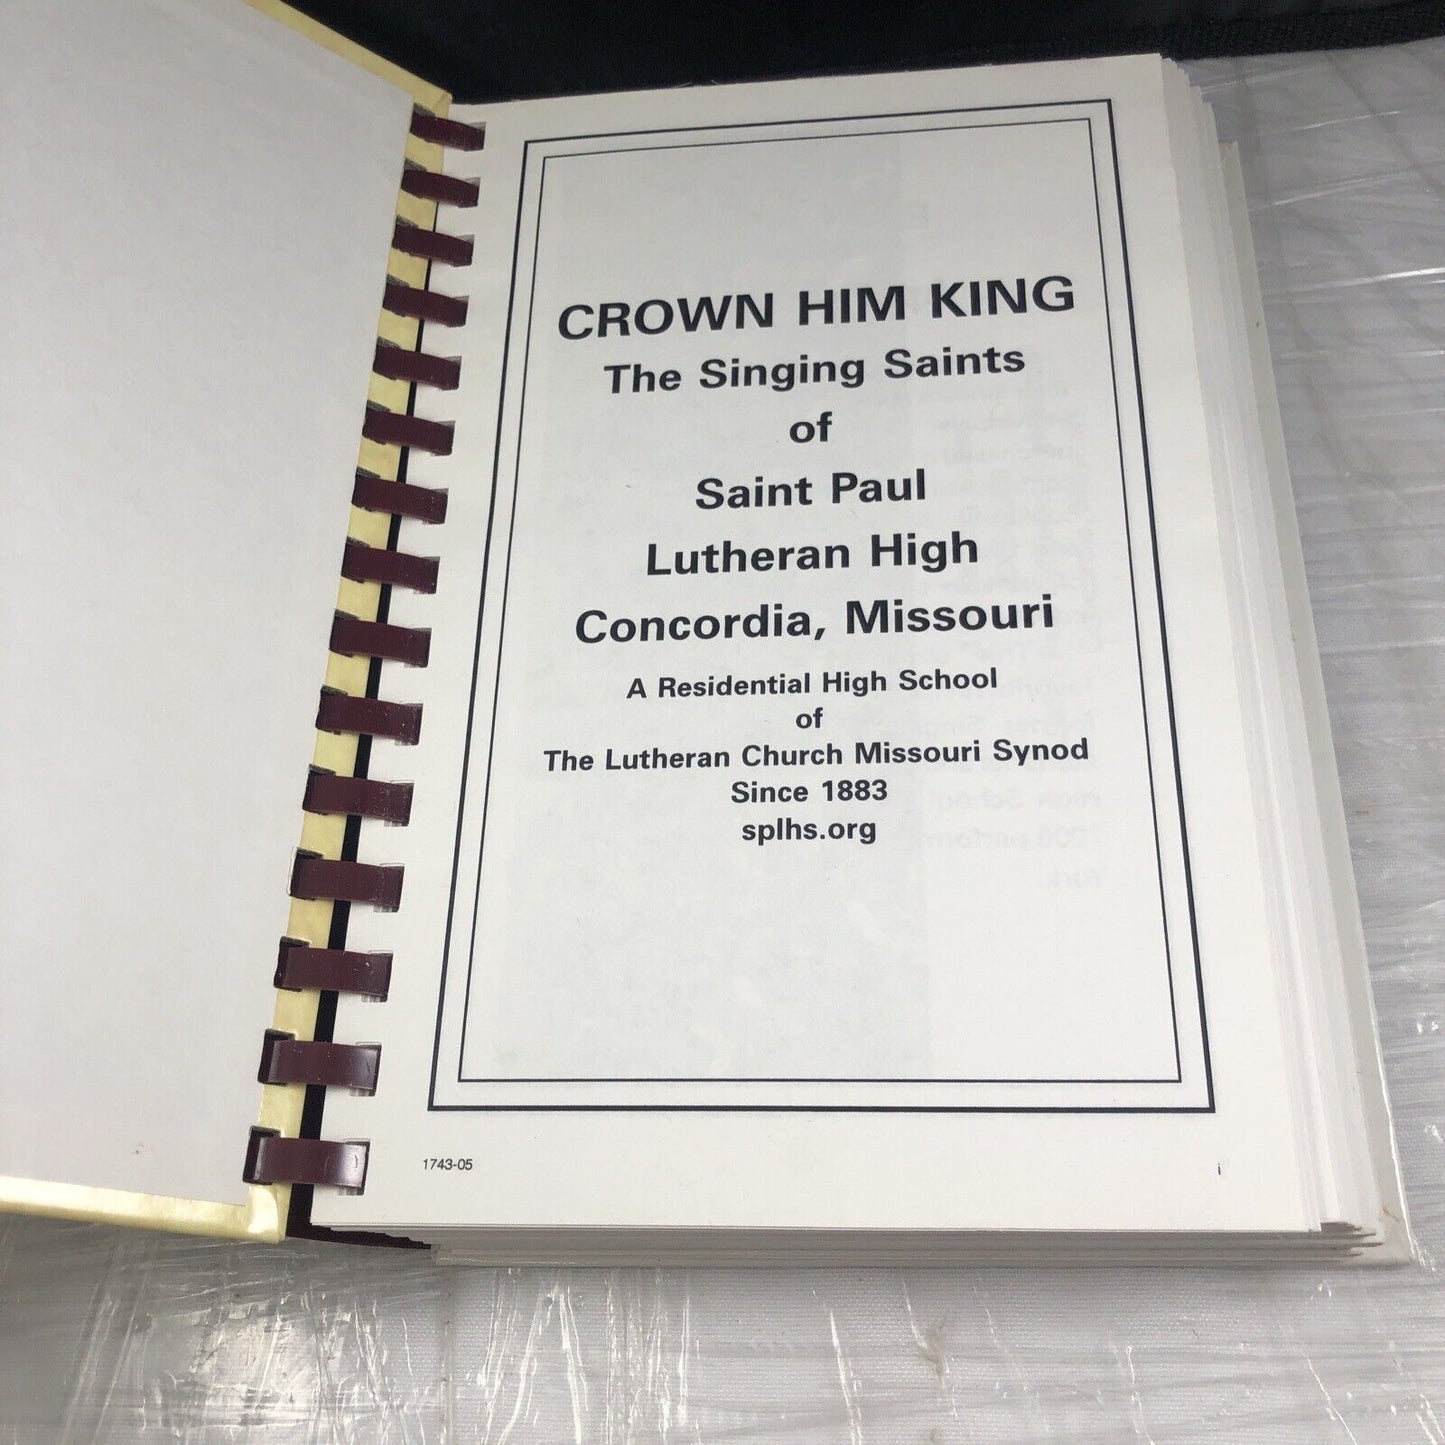 CROWN HIM KING
The Singing Saints
of
Saint Paul
Lutheran High
Concordia, Missouri
A Residential High School
of
The Lutheran Church Missouri Synod
Since 1883
splhs.org
1743-05
i